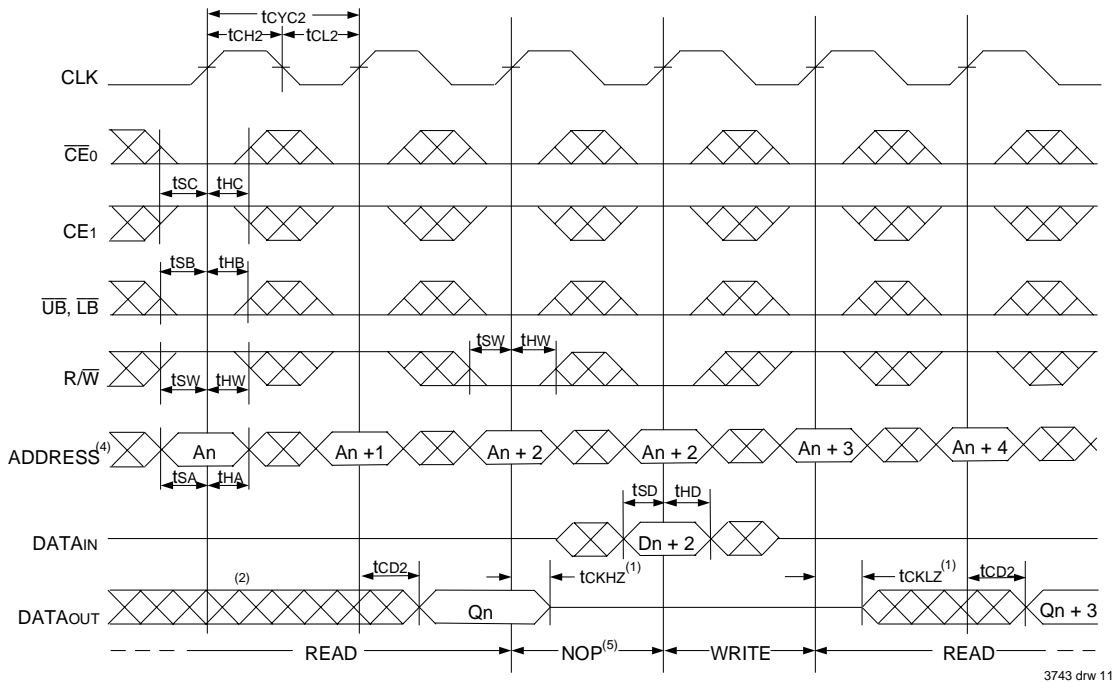 tCYC2
tCH2 tCL2
CLK
CE0
tSC tHC
CE1
tSB tHB
UB, LB
tSW tHW
R/W
tSW tHW
ADDRESS(4) An An +1 An + 2 An + 2 An + 3 An + 4
tSA tHA
tSD tHD
DATAIN Dn + 2
(2) tCD2 tCKHZ(1) tCKLZ(1) tCD2
DATAOUT Qn Qn + 3
READ NOP(5) WRITE READ
3743 drw 11